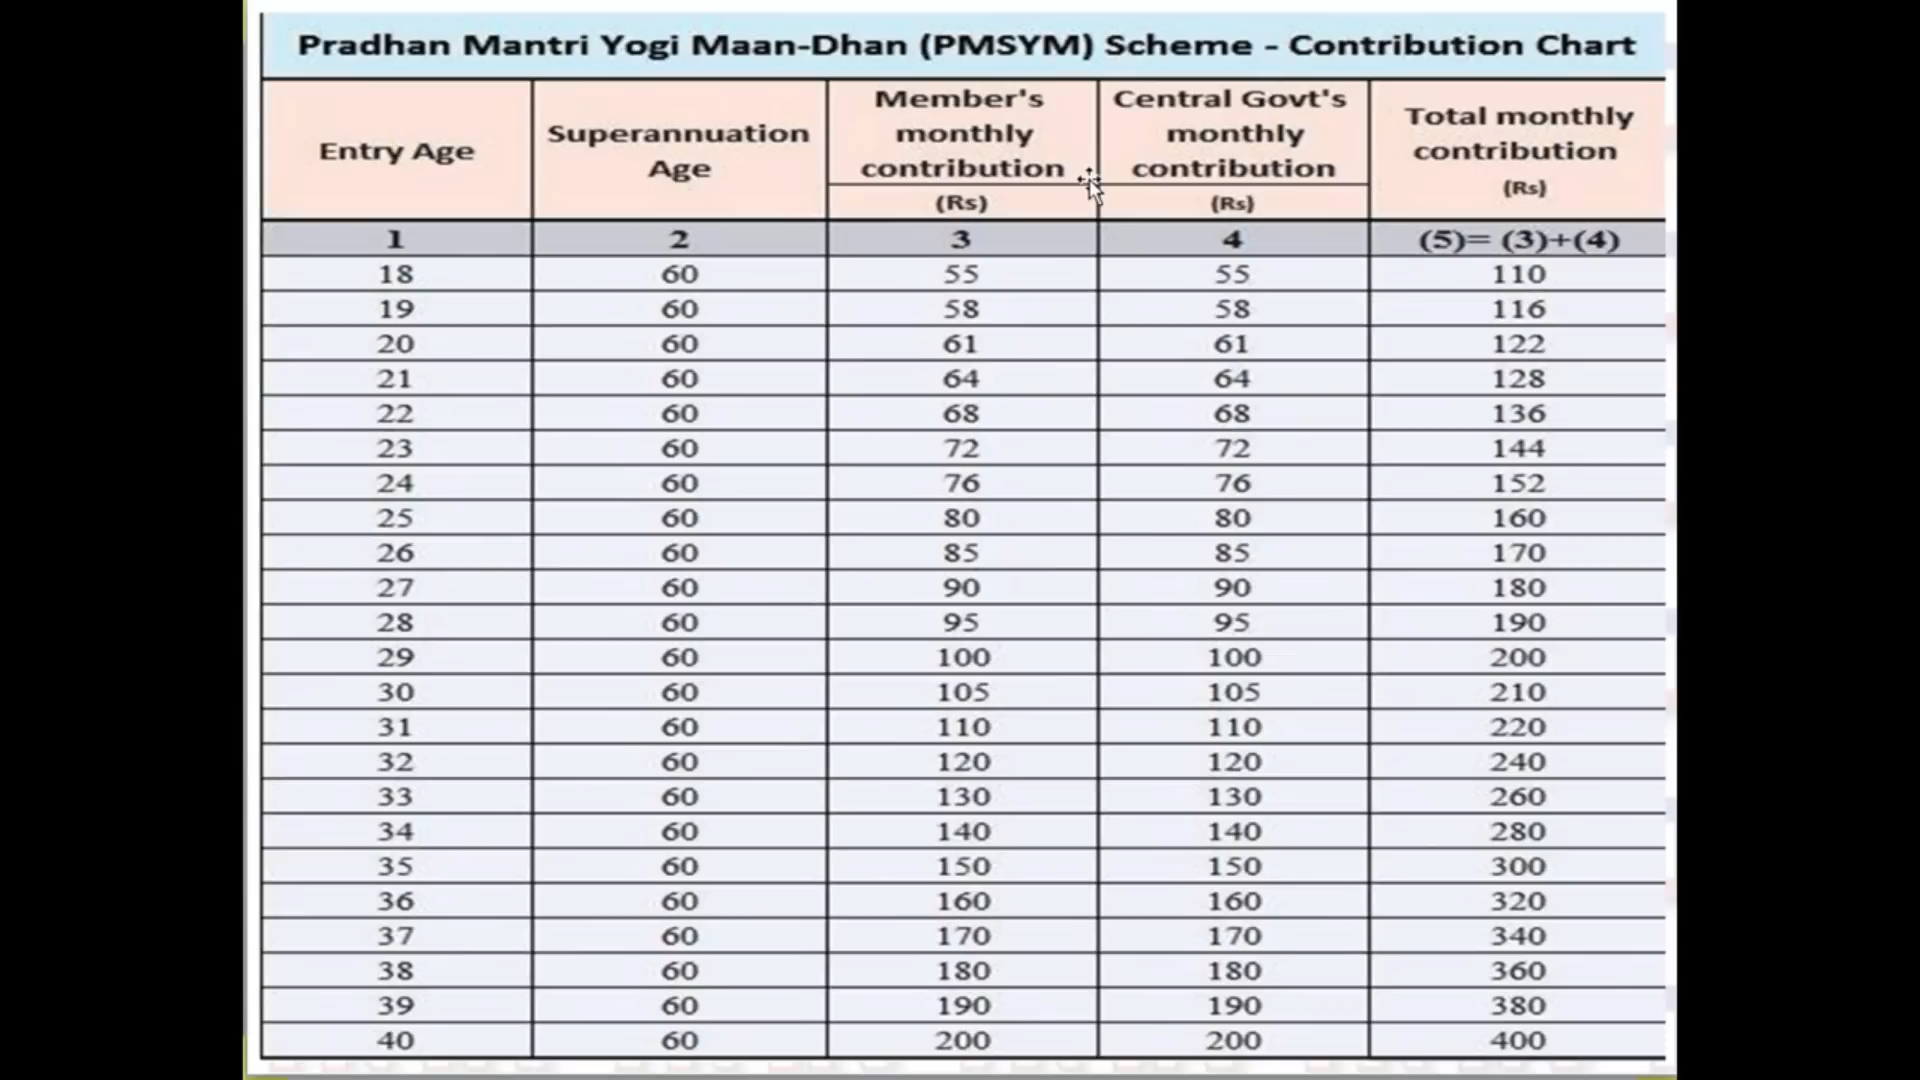 Pradhan Mantri Yogi Maan-Dhan (PMSYM) Scheme - Contribution Chart
Entry Age Superannuation Age Member's monthly contribution (Rs) Central Govt's monthly contribution (Rs) Total monthly contribution (Rs)
1 2 3 4 (5)= (3)+(4)
18 60 55 55 110
19 60 58 58 116
20 60 61 61 122
21 60 64 64 128
22 60 68 68 136
23 60 72 72 144
24 60 76 76 152
25 60 80 80 160
26 60 85 85 170
27 60 90 90 180
28 60 95 95 190
29 60 100 100 200
30 60 105 105 210
31 60 110 110 220
32 60 120 120 240
33 60 130 130 260
34 60 140 140 280
35 60 150 150 300
36 60 160 160 320
37 60 170 170 340
38 60 180 180 360
39 60 190 190 380
40 60 200 200 400